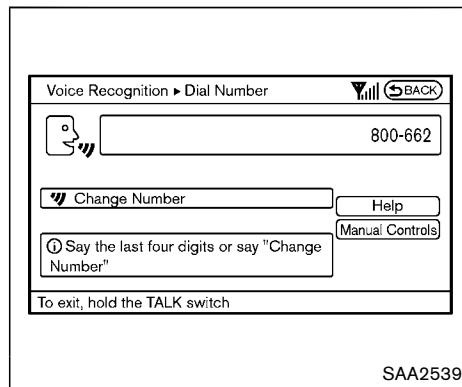 Voice Recognition ▸ Dial Number
BACK
800-662
Change Number
Help
Manual Controls
Say the last four digits or say "Change
Number"
To exit, hold the TALK switch
SAA2539